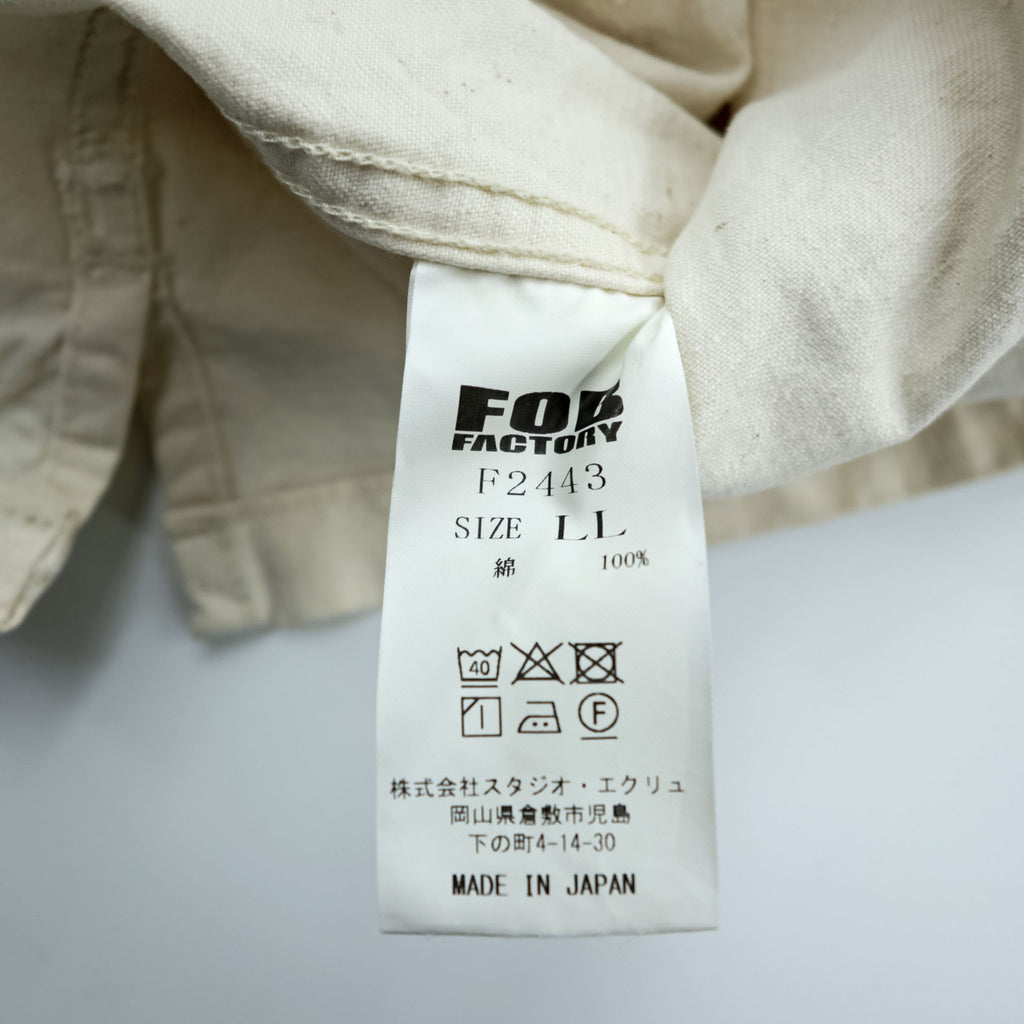 FOB
FACTORY
F2443
SIZE LL
綿 100%
40
F
株式会社スタジオ・エクリュ
岡山県倉敷市児島
下の町4-14-30
MADE IN JAPAN